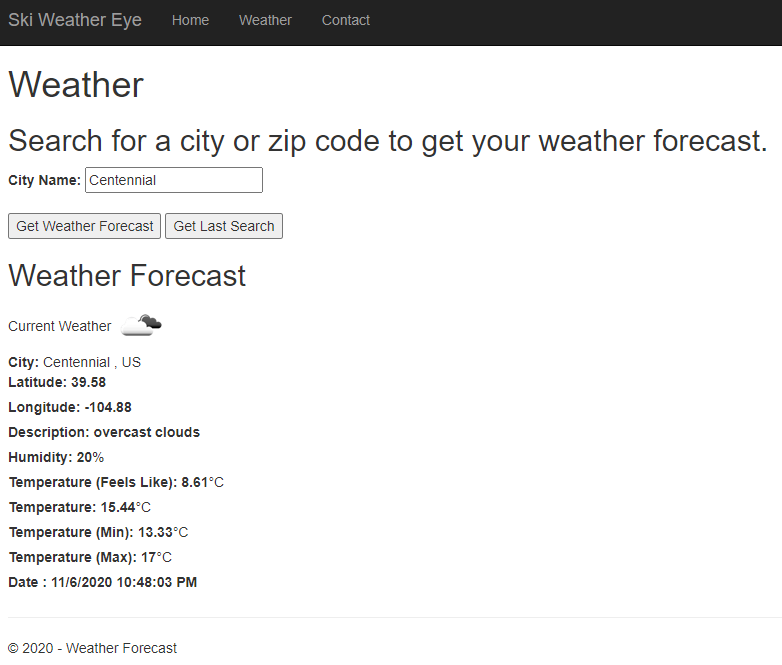 Ski Weather Eye Home Weather Contact
Weather
Search for a city or zip code to get your weather forecast.
City Name: Centennial
Get Weather Forecast Get Last Search
Weather Forecast
Current Weather
City: Centennial , US
Latitude: 39.58
Longitude: -104.88
Description: overcast clouds
Humidity: 20%
Temperature (Feels Like): 8.61°C
Temperature: 15.44°C
Temperature (Min): 13.33°C
Temperature (Max): 17°C
Date : 11/6/2020 10:48:03 PM
© 2020 - Weather Forecast